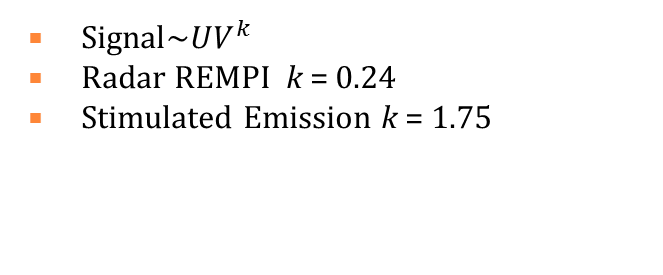 Signal~UV^k
Radar REMPI k = 0.24
Stimulated Emission k = 1.75